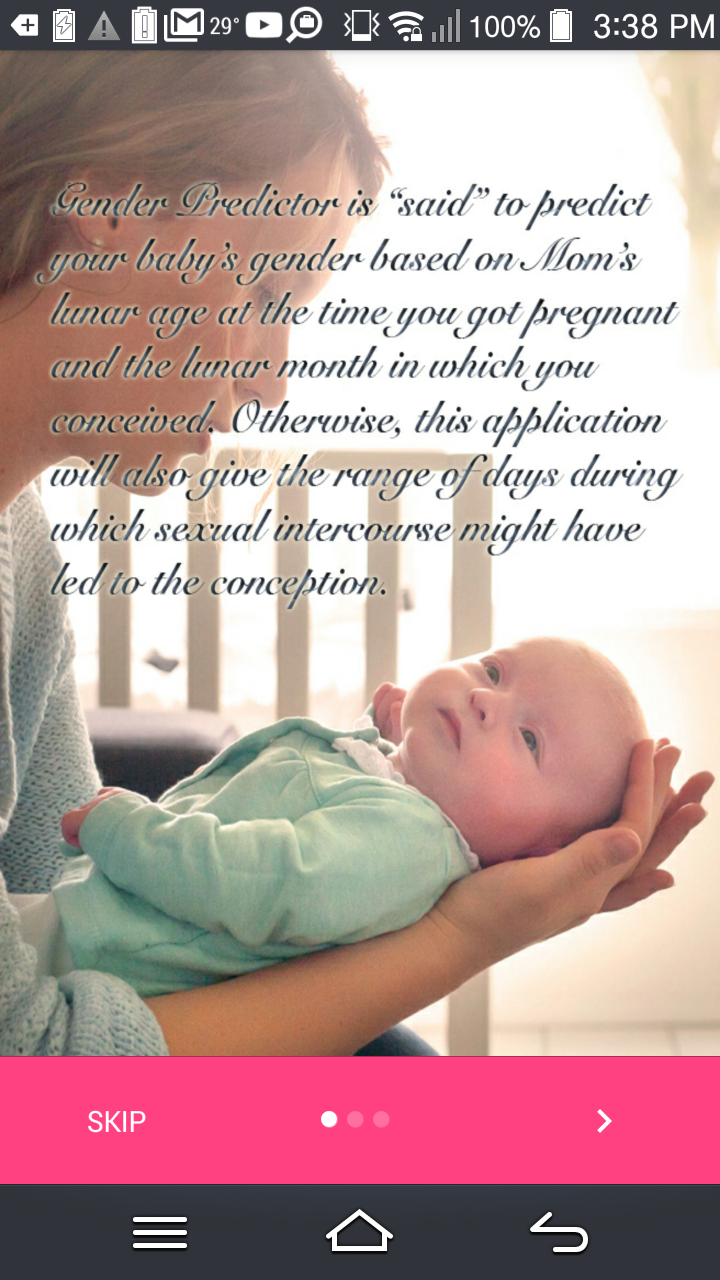 29° 100% 3:38 PM
Gender Predictor is “said” to predict
your baby’s gender based on Mom’s
lunar age at the time you got pregnant
and the lunar month in which you
conceived. Otherwise, this application
will also give the range of days during
which sexual intercourse might have
led to the conception.
SKIP